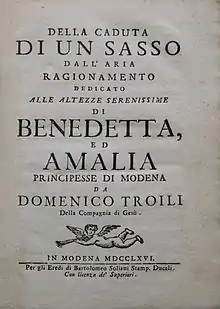 DELLA CADUTA
DI UN SASSO
DALL'ARIA
RAGIONAMENTO
DEDICATO
ALLE ALTEZZE SERENISSIME
DI
BENEDETTA,
ED
AMALIA
PRINCIPESSE DI MODENA
DA
DOMENICO TROILI
Della Compagnia di Gesù.
IN MODENA MDCCLXVI.
Per gli Eredi di Bartolomeo Soliani Stamp. Ducali.
Con licenza de' Superiori.